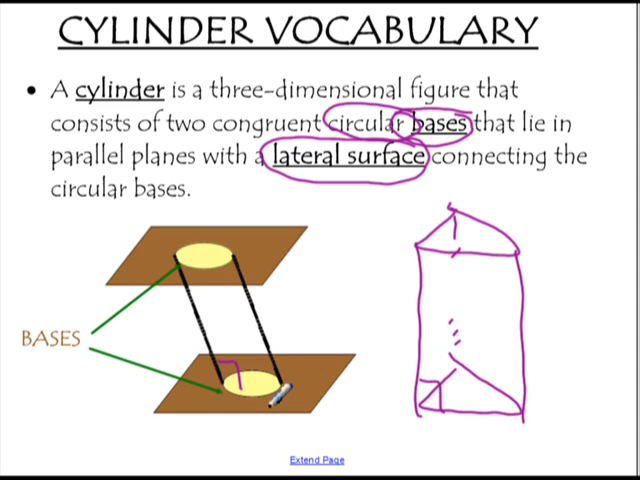 CYLINDER VOCABULARY
• A cylinder is a three-dimensional figure that
consists of two congruent circular bases that lie in
parallel planes with a lateral surface connecting the
circular bases.
BASES
Extend Page